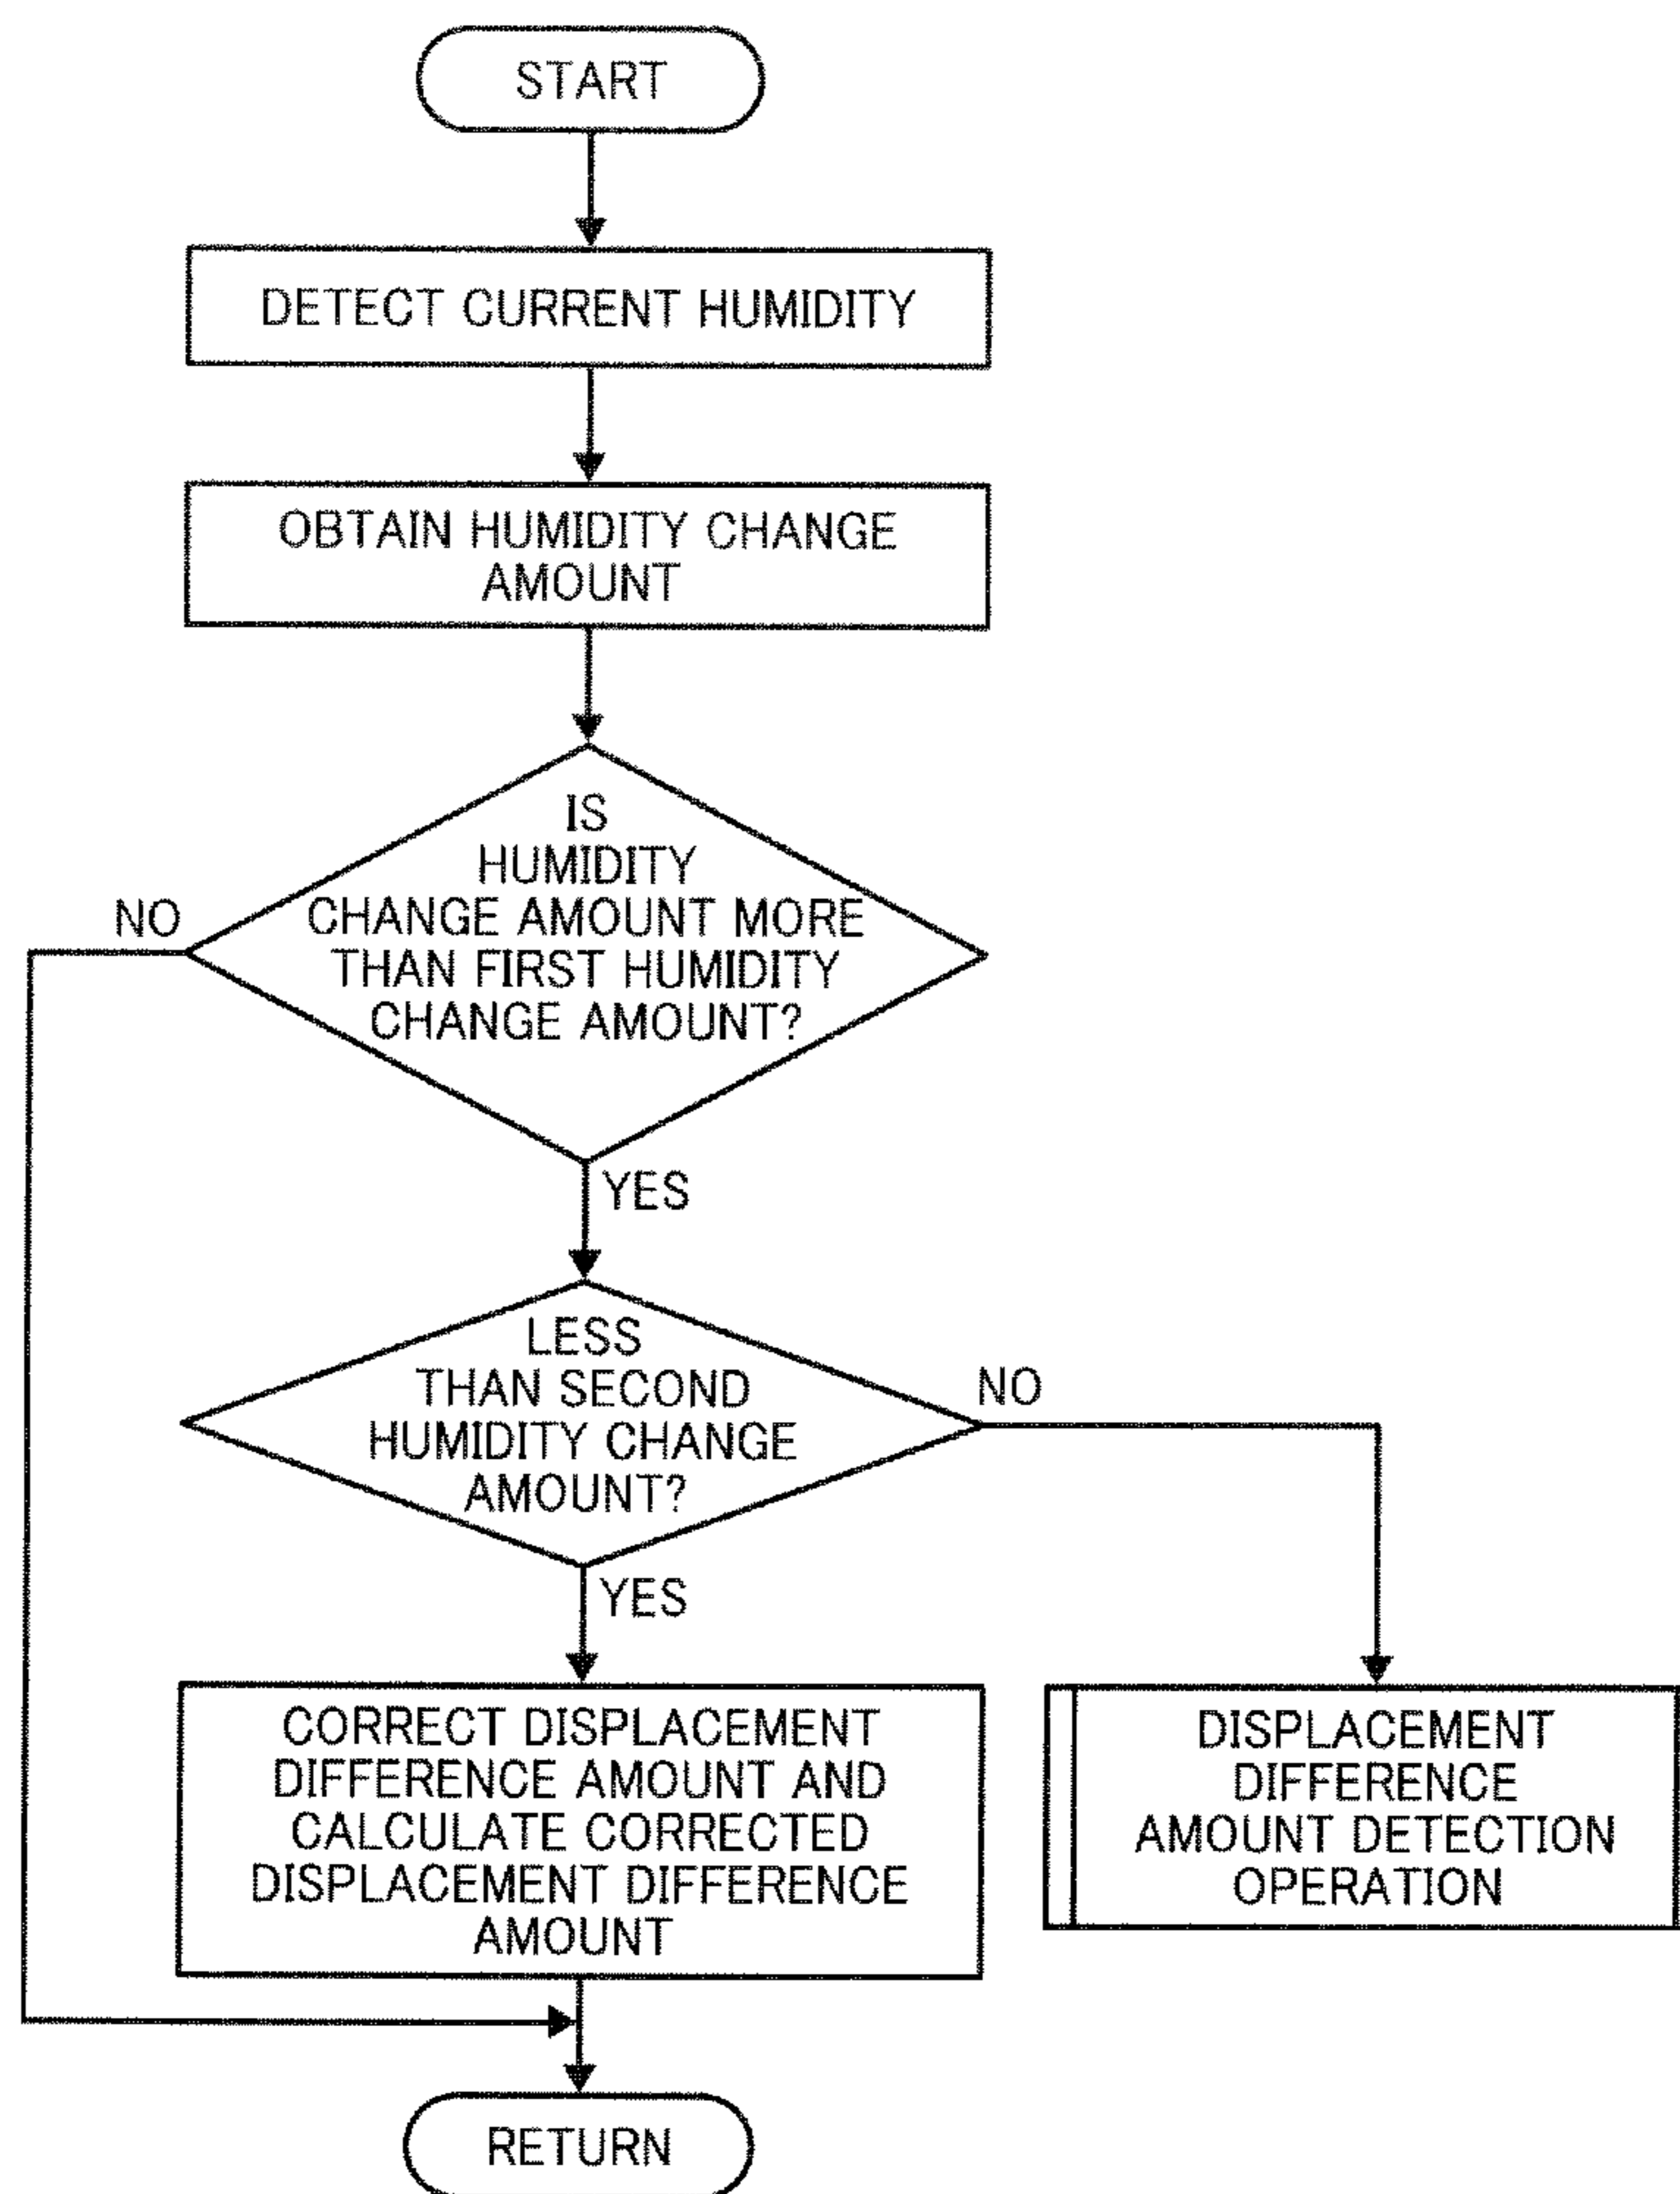 START
DETECT CURRENT HUMIDITY
OBTAIN HUMIDITY CHANGE
AMOUNT
IS
HUMIDITY
CHANGE AMOUNT MORE
THAN FIRST HUMIDITY
CHANGE AMOUNT?
NO
YES
LESS
THAN SECOND
HUMIDITY CHANGE
AMOUNT?
NO
YES
CORRECT DISPLACEMENT
DIFFERENCE AMOUNT AND
CALCULATE CORRECTED
DISPLACEMENT DIFFERENCE
AMOUNT
DISPLACEMENT
DIFFERENCE
AMOUNT DETECTION
OPERATION
RETURN